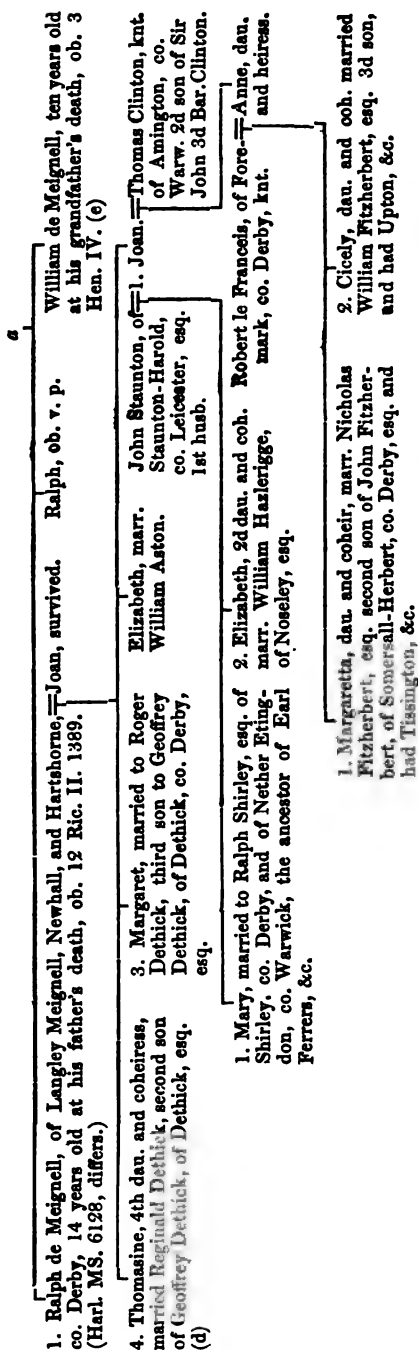 a
1. Ralph de Meignell, of Langley Meignell, Newhall, and Hartshorne,
co. Derby, 14 years old at his father's death, ob. 12 Ric. II. 1389.
(Harl. MS. 6128, differs.)
Joan, survived.
Ralph, ob. v. p.
William de Meignell, ten years old
at his grandfather's death, ob. 3
Hen. IV. (e)
4. Thomasine, 4th dau. and coheiress,
married Reginald Dethick, second son
of Geoffrey Dethick, of Dethick, esq.
(d)
3. Margaret, married to Roger
Dethick, third son to Geoffrey
Dethick, of Dethick, co. Derby,
esq.
Elizabeth, marr.
William Aston.
John Staunton, of
Staunton-Harold,
co. Leicester, esq.
1st husb.
1. Joan.
Thomas Clinton, knt.
of Amington, co.
Warw. 2d son of Sir
John 3d Bar. Clinton.
1. Mary, married to Ralph Shirley, esq. of
Shirley, co. Derby, and of Nether Eting-
don, co. Warwick, the ancestor of Earl
Ferrers, &c.
2. Elizabeth, 2d dau. and coh.
marr. William Hazlerigge,
of Noseley, esq.
Robert le Franceis, of Fore-
mark, co. Derby, knt.
Anne, dau.
and heiress.
1. Margaretta, dau. and coheir, marr. Nicholas
Fitzherbert, esq. second son of John Fitzher-
bert, of Somersall-Herbert, co. Derby, esq. and
had Tissington, &c.
2. Cicely, dau. and coh. married
William Fitzherbert, esq. 3d son,
and had Upton, &c.